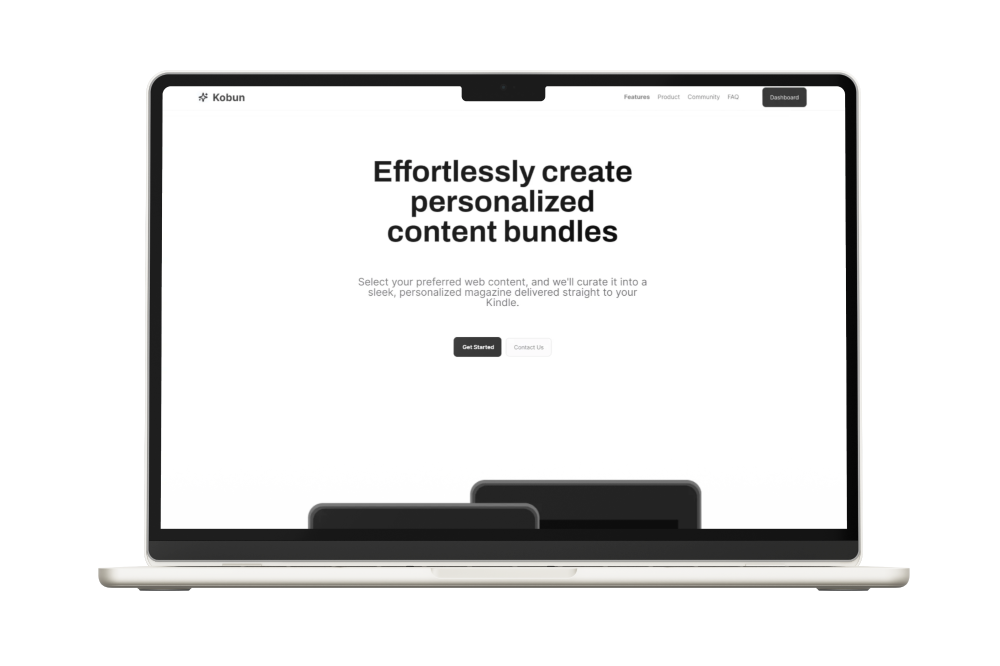 Kobun
Features Product Community FAQ Dashboard
Effortlessly create
personalized
content bundles
Select your preferred web content, and we'll curate it into a
sleek, personalized magazine delivered straight to your
Kindle.
Get Started Contact Us